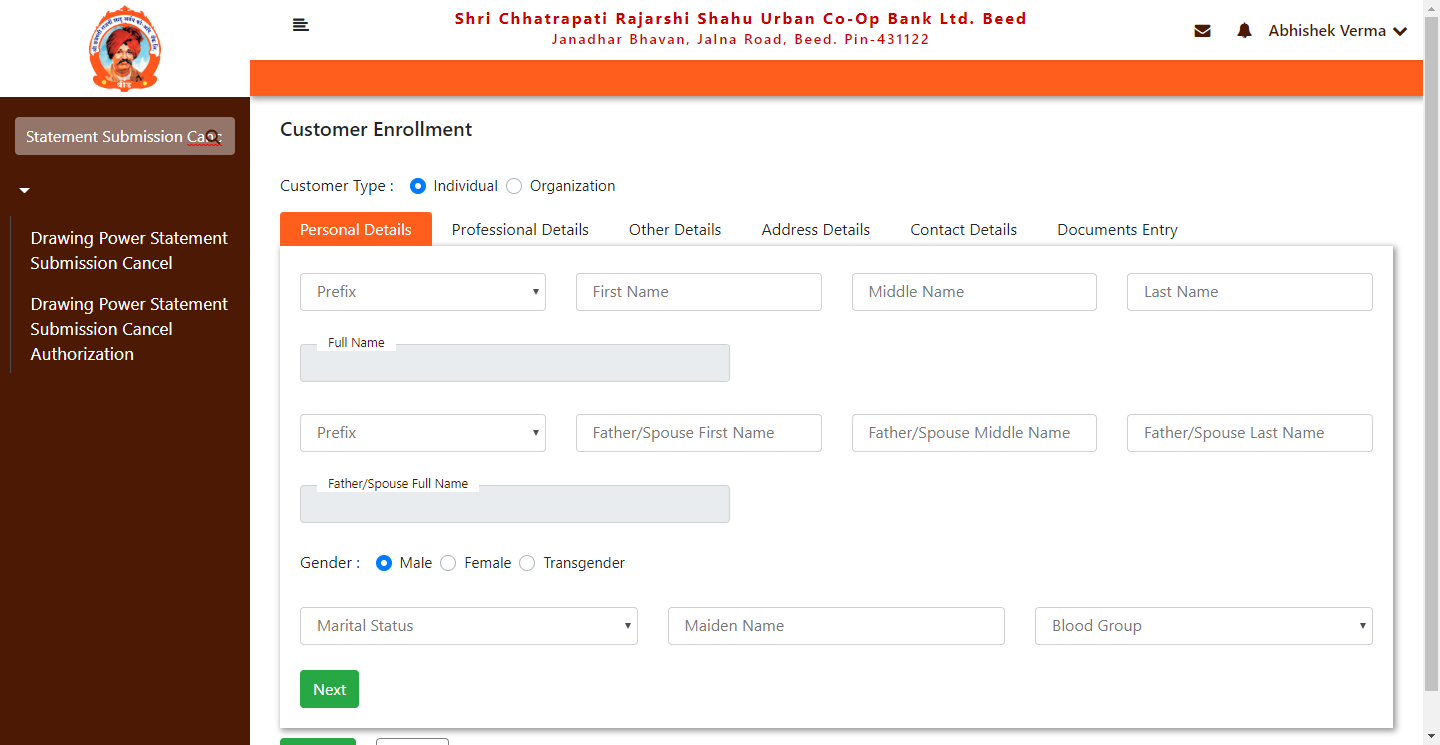 Shri Chhatrapati Rajarshi Shahu Urban Co-Op Bank Ltd. Beed
Janadhar Bhavan, Jalna Road, Beed. Pin-431122
Abhishek Verma
बीड
Statement Submission Canc
Drawing Power Statement
Submission Cancel
Drawing Power Statement
Submission Cancel
Authorization
Customer Enrollment
Customer Type : Individual Organization
Personal Details Professional Details Other Details Address Details Contact Details Documents Entry
Prefix First Name Middle Name Last Name
Full Name
Prefix Father/Spouse First Name Father/Spouse Middle Name Father/Spouse Last Name
Father/Spouse Full Name
Gender : Male Female Transgender
Marital Status Maiden Name Blood Group
Next